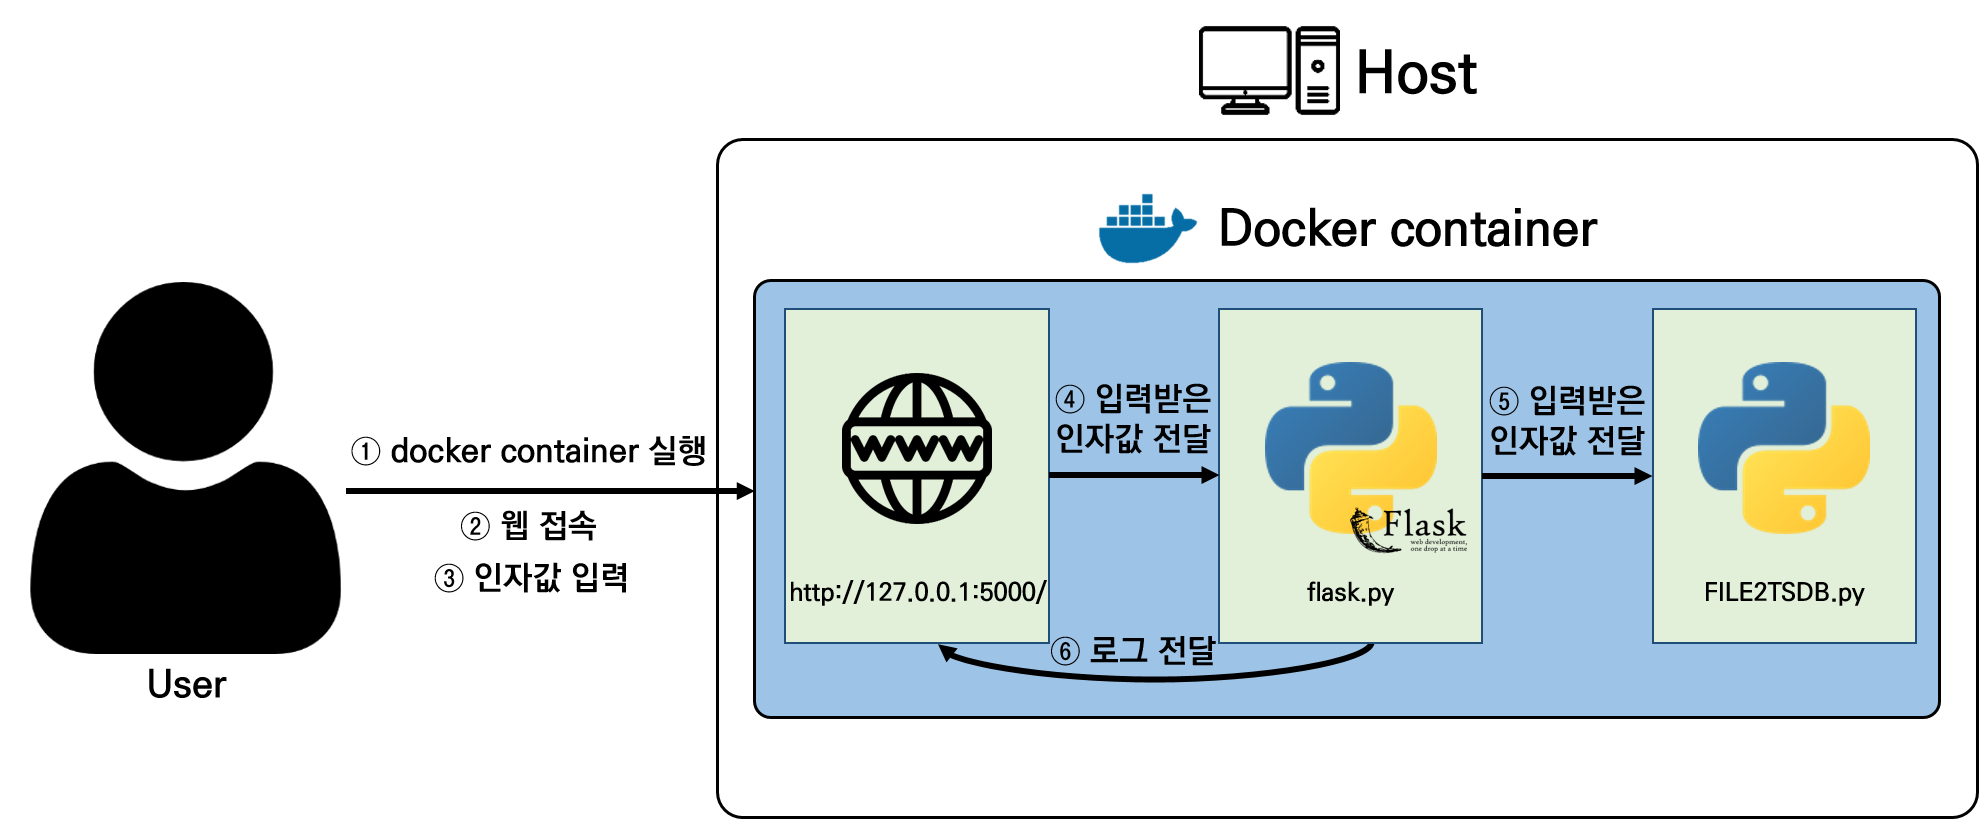 Host
Docker container
① docker container 실행
② 웹 접속
③ 인자값 입력
User
WWW
http://127.0.0.1:5000/
④ 입력받은
인자값 전달
Flask
web development,
one drop at a time
flask.py
⑤ 입력받은
인자값 전달
FILE2TSDB.py
⑥ 로그 전달